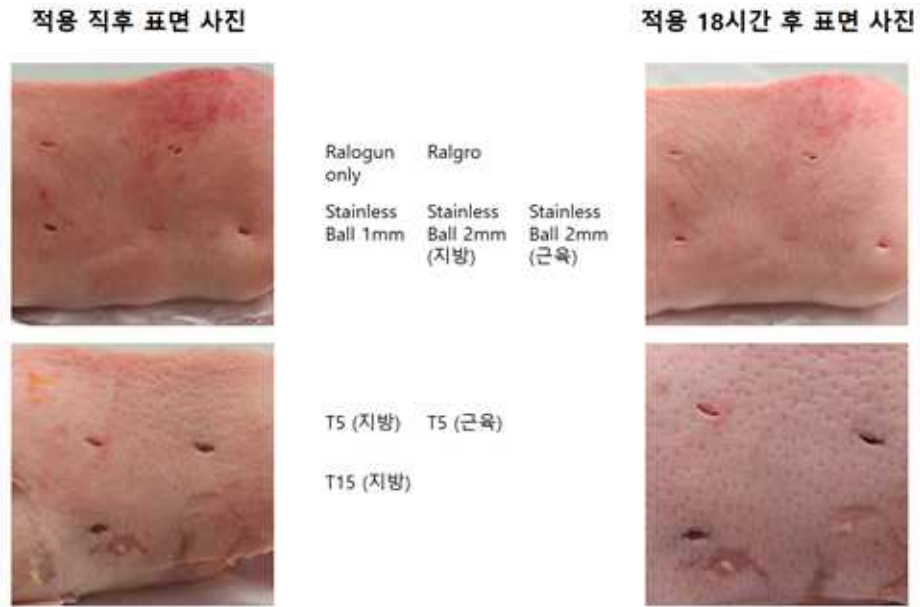 적용 직후 표면 사진
적용 18시간 후 표면 사진
Ralogun only
Ralgro
Stainless Ball 1mm
Stainless Ball 2mm (지방)
Stainless Ball 2mm (근육)
T5 (지방)
T5 (근육)
T15 (지방)